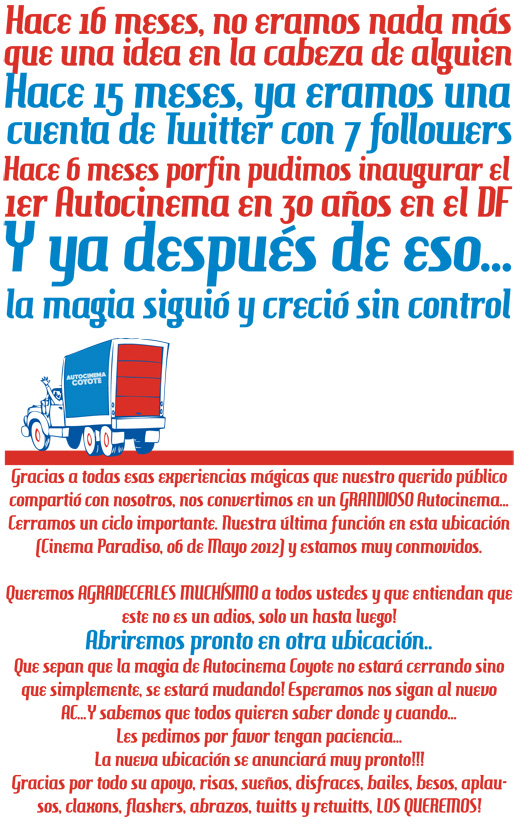 Hace 16 meses, no eramos nada más
que una idea en la cabeza de alguien
Hace 15 meses, ya eramos una
cuenta de Twitter con 7 followers
Hace 6 meses porfin pudimos inaugurar el
1er Autocinema en 30 años en el DF
Y ya después de eso...
la magia siguió y creció sin control
AUTOCINEMA
COYOTE
Gracias a todas esas experiencias mágicas que nuestro querido público
compartió con nosotros, nos convertimos en un GRANDIOSO Autocinema...
Cerramos un ciclo importante. Nuestra última función en esta ubicación
(Cinema Paradiso, 06 de Mayo 2012) y estamos muy conmovidos.
Queremos AGRADECERLES MUCHÍSIMO a todos ustedes y que entiendan que
este no es un adios, solo un hasta luego!
Abriremos pronto en otra ubicación..
Que sepan que la magia de Autocinema Coyote no estará cerrando sino
que simplemente, se estará mudando! Esperamos nos sigan al nuevo
AC...Y sabemos que todos quieren saber donde y cuando...
Les pedimos por favor tengan paciencia...
La nueva ubicación se anunciará muy pronto!!!
Gracias por todo su apoyo, risas, sueños, disfraces, bailes, besos, aplau-
sos, claxons, flashers, abrazos, twitts y retwitts, LOS QUEREMOS!